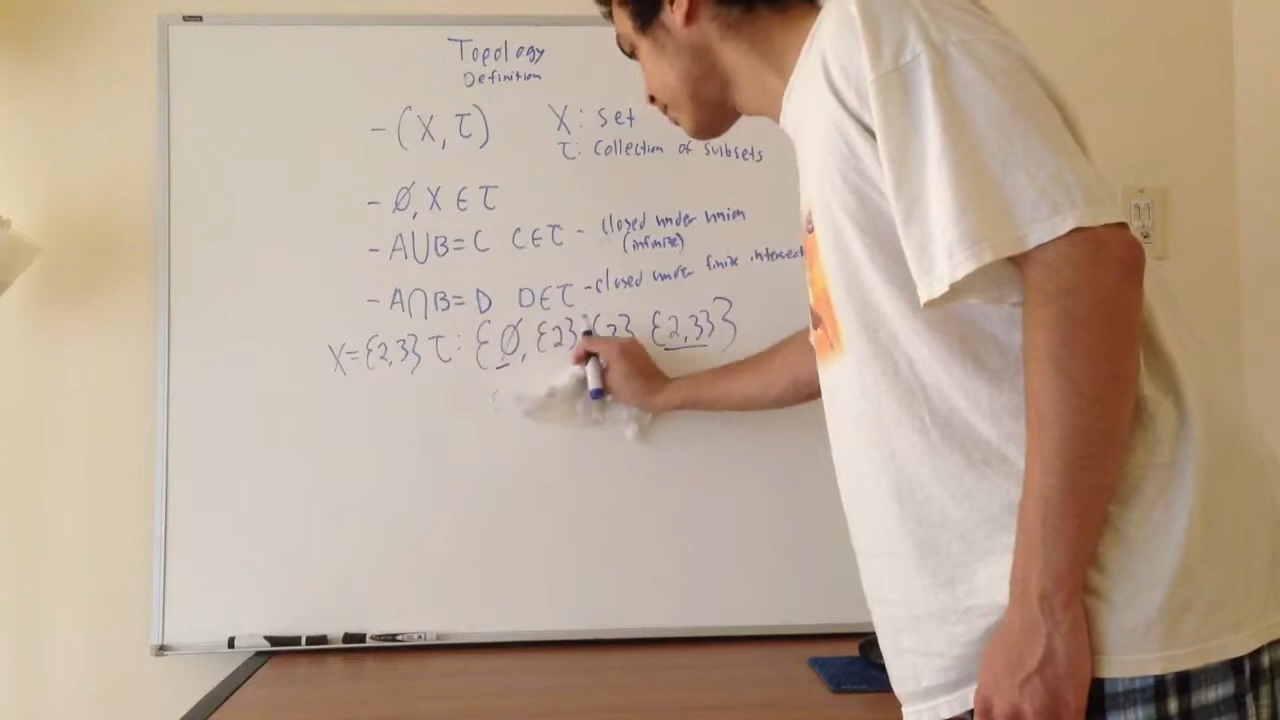 Topology
Definition
- (X, τ) X: set
τ: Collection of subsets
- Ø, X ∈ τ
- A∪B = C C∈τ - closed under union
(infinite)
- A∩B = D D∈τ - closed under finite intersect
X={2,3} τ: {Ø, {2} {2,3}}